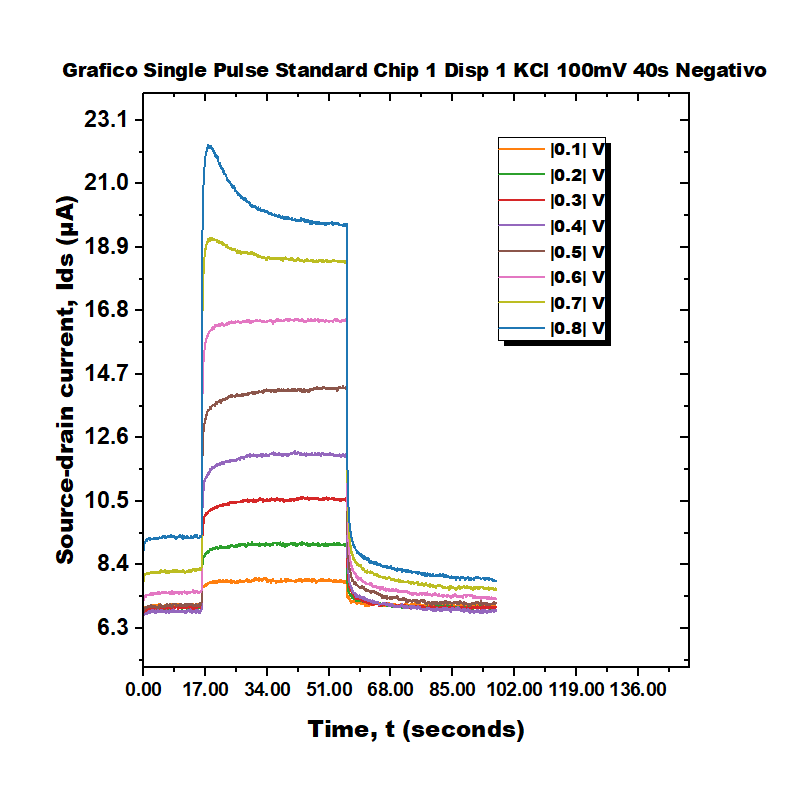 Grafico Single Pulse Standard Chip 1 Disp 1 KCl 100mV 40s Negativo
23.1
21.0
18.9
16.8
14.7
12.6
10.5
8.4
6.3
Source-drain current, Ids (µA)
|0.1| V
|0.2| V
|0.3| V
|0.4| V
|0.5| V
|0.6| V
|0.7| V
|0.8| V
0.00 17.00 34.00 51.00 68.00 85.00 102.00 119.00 136.00
Time, t (seconds)